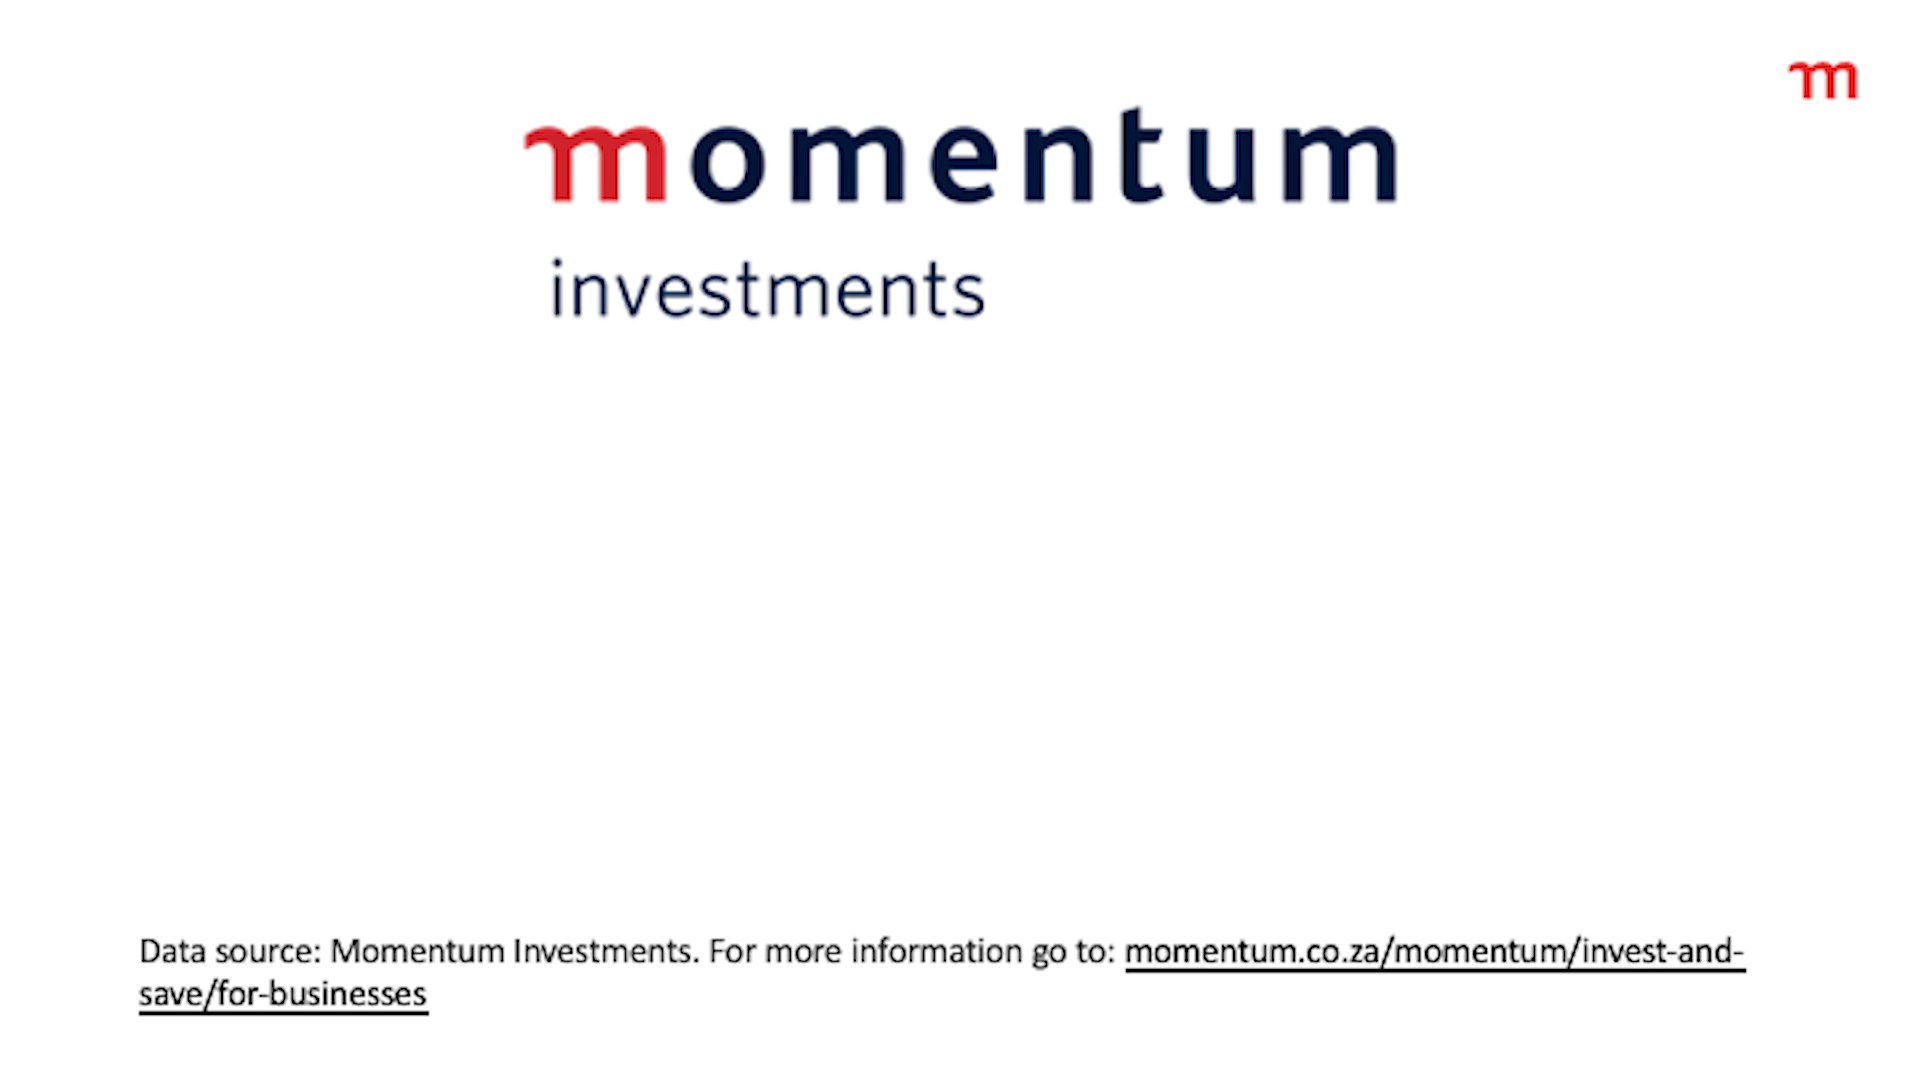 m
momentum
investments
Data source: Momentum Investments. For more information go to: momentum.co.za/momentum/invest-and-
save/for-businesses